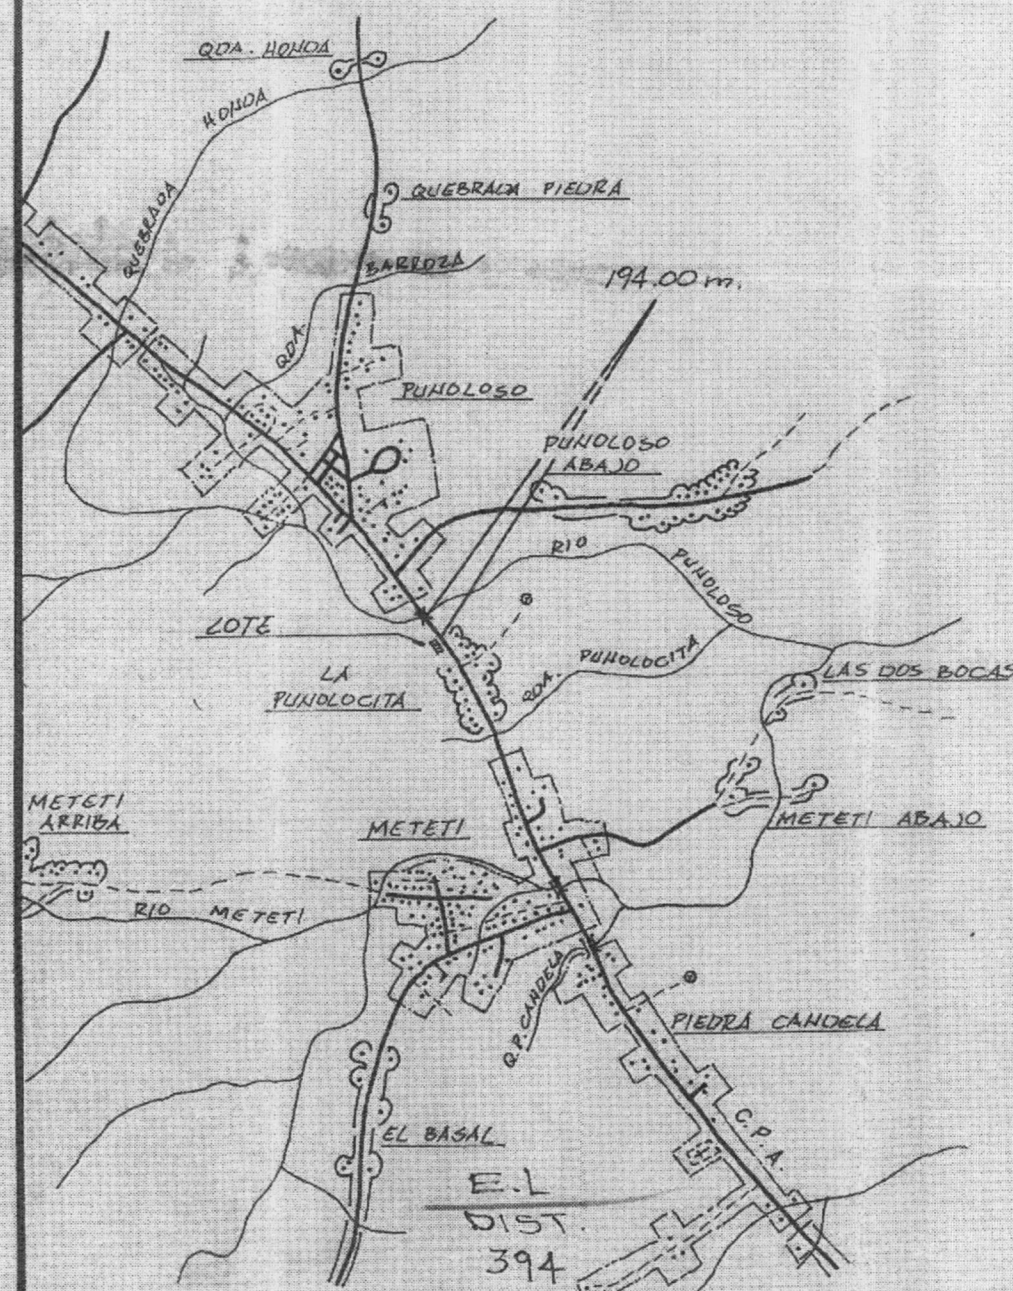 QDA. HONDA
HONDA
QUEBRADA
QUEBRADA PIEDRA
BARROZA
QDA.
194.00 m.
PUNOLOSO
PUNOLOSO
ABAJO
RIO
PUNOLOSO
LOTE
LA
PUNOLOCITA
QDA.
PUNOLOCITA
LAS DOS BOCAS
METETI
ARRIBA
METETI
METETI ABAJO
RIO METETI
Q.P. CANDELA
PIEDRA CANDELA
EL BASAL
C.P.A.
E.L
DIST.
394